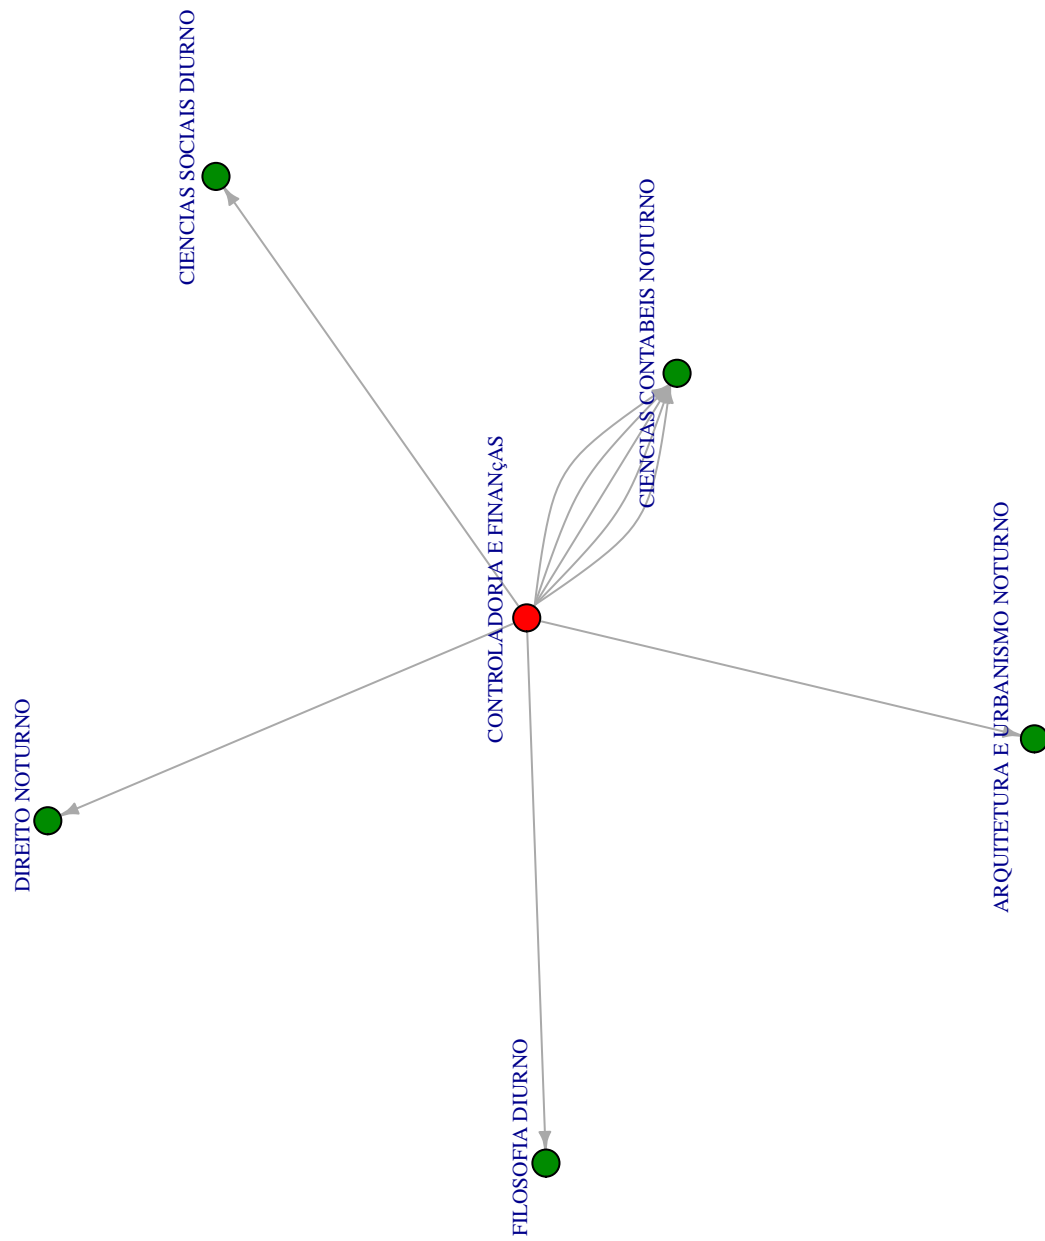 CIENCIAS SOCIAIS DIURNO
CIENCIAS CONTABEIS NOTURNO
CONTROLADORIA E FINANçAS
ARQUITETURA E URBANISMO NOTURNO
DIREITO NOTURNO
FILOSOFIA DIURNO